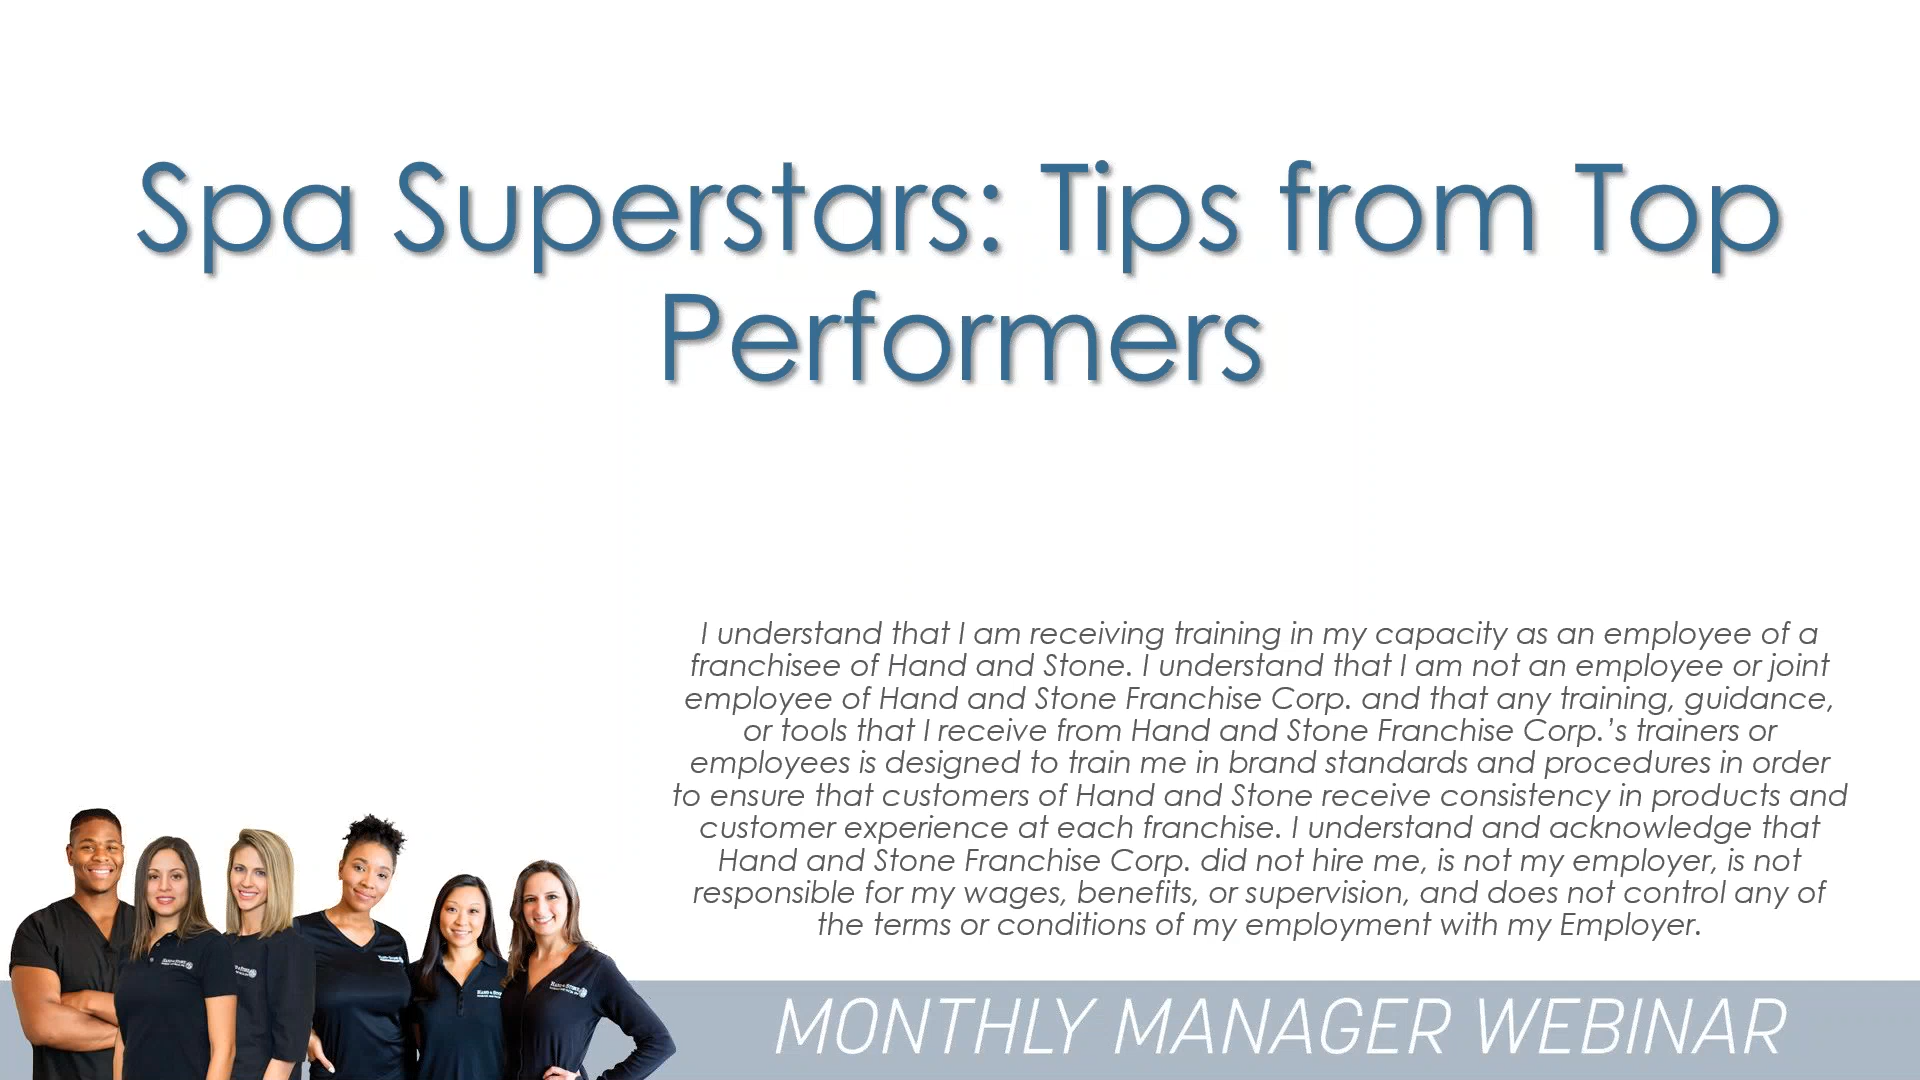 Spa Superstars: Tips from Top
Performers
I understand that I am receiving training in my capacity as an employee of a
franchisee of Hand and Stone. I understand that I am not an employee or joint
employee of Hand and Stone Franchise Corp. and that any training, guidance,
or tools that I receive from Hand and Stone Franchise Corp.’s trainers or
employees is designed to train me in brand standards and procedures in order
to ensure that customers of Hand and Stone receive consistency in products and
customer experience at each franchise. I understand and acknowledge that
Hand and Stone Franchise Corp. did not hire me, is not my employer, is not
responsible for my wages, benefits, or supervision, and does not control any of
the terms or conditions of my employment with my Employer.
HAND & STONE
HAND & STONE
MONTHLY MANAGER WEBINAR